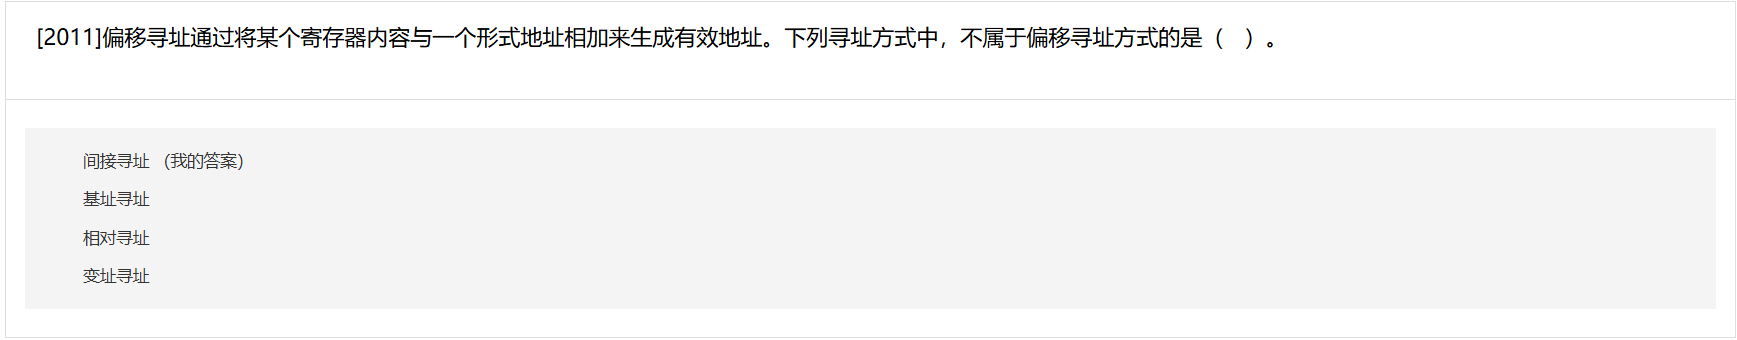 [2011]偏移寻址通过将某个寄存器内容与一个形式地址相加来生成有效地址。下列寻址方式中，不属于偏移寻址方式的是（　）。
间接寻址 （我的答案）
基址寻址
相对寻址
变址寻址